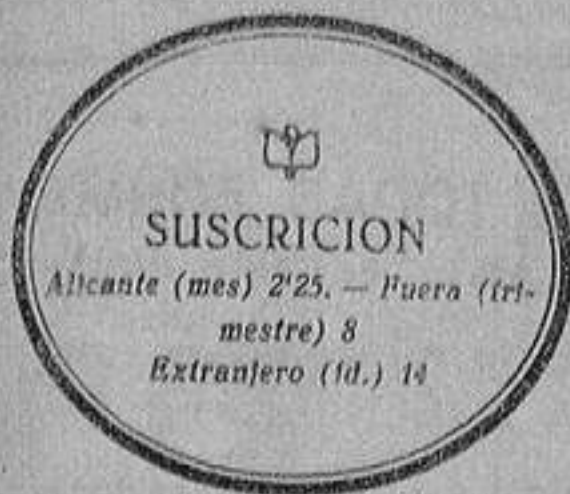 SUSCRICION
Alicante (mes) 2'25. — Fuera (tri-
mestre) 8
Extranjero (id.) 14